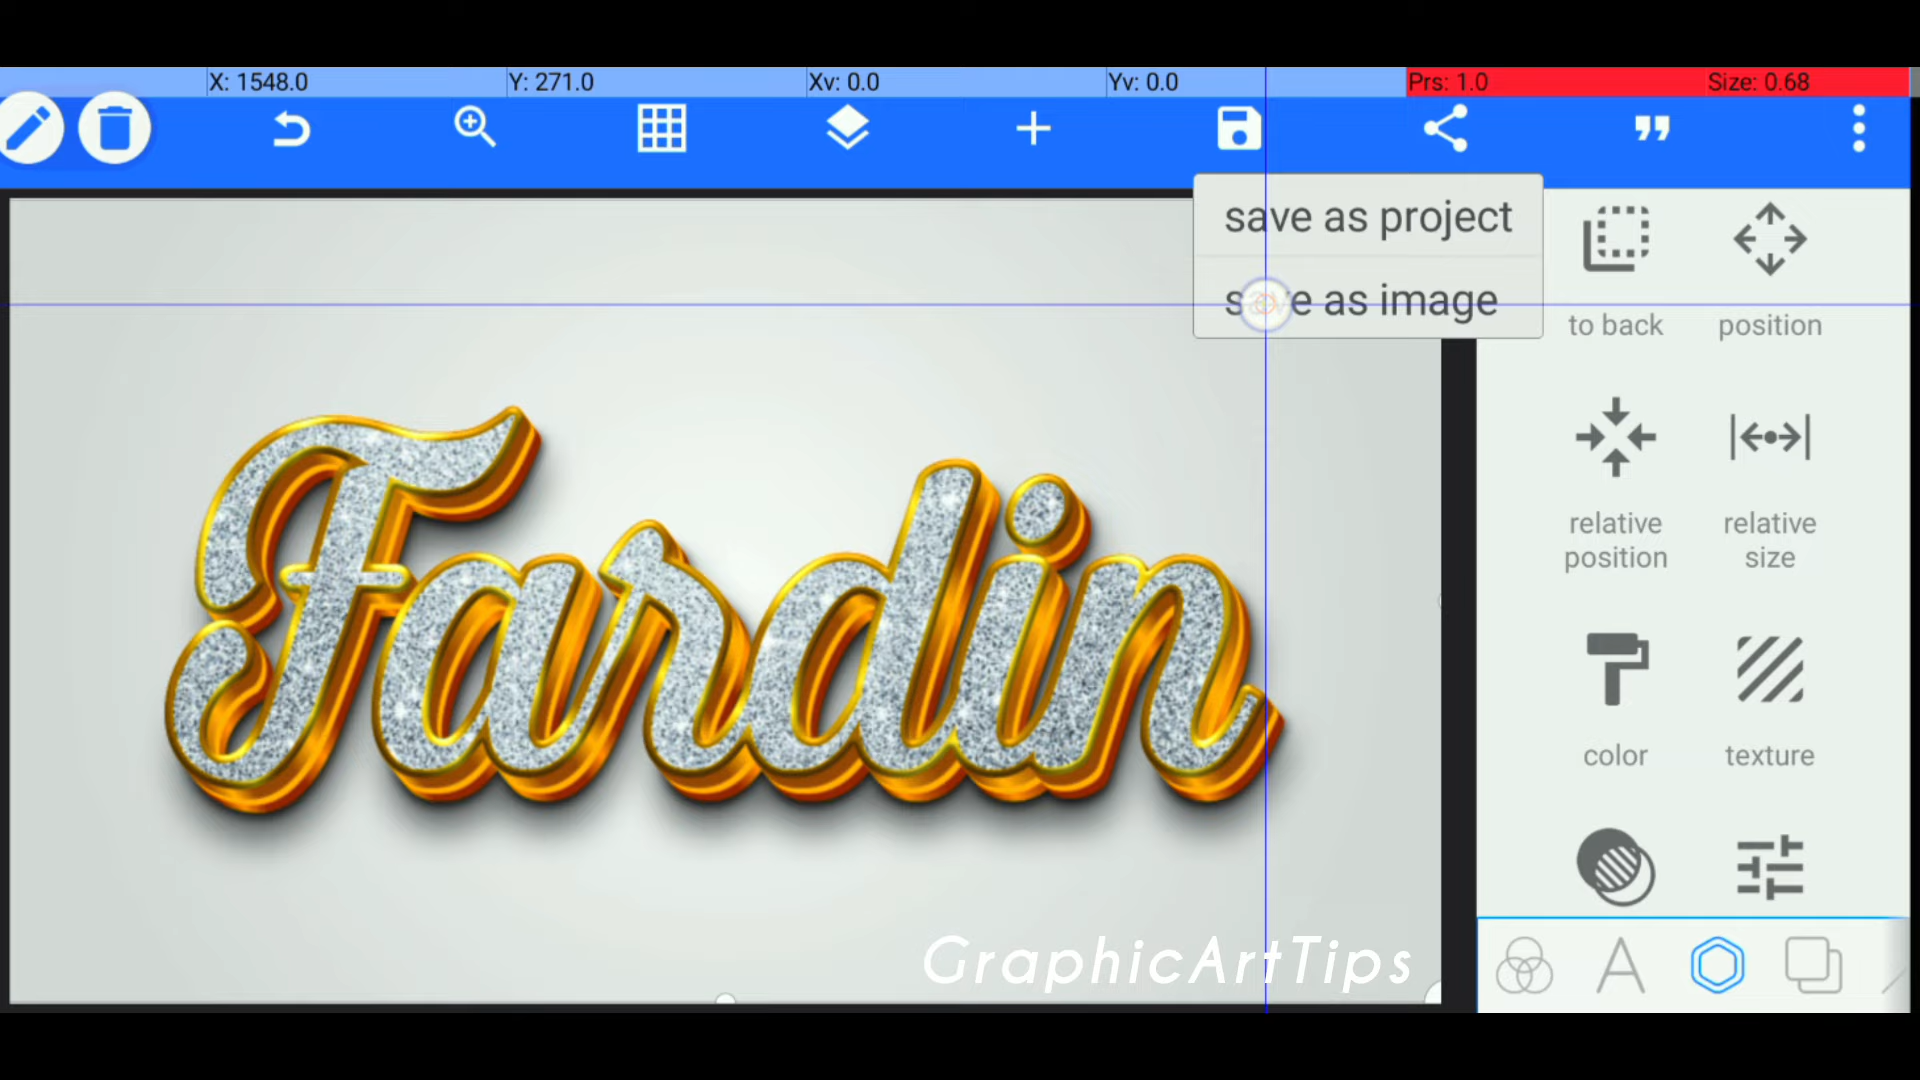 X: 1548.0 Y: 271.0 Xv: 0.0 Yv: 0.0 Prs: 1.0 Size: 0.68
save as project
save as image
to back position
relative position
relative size
color texture
Fardin
GraphicArtTips